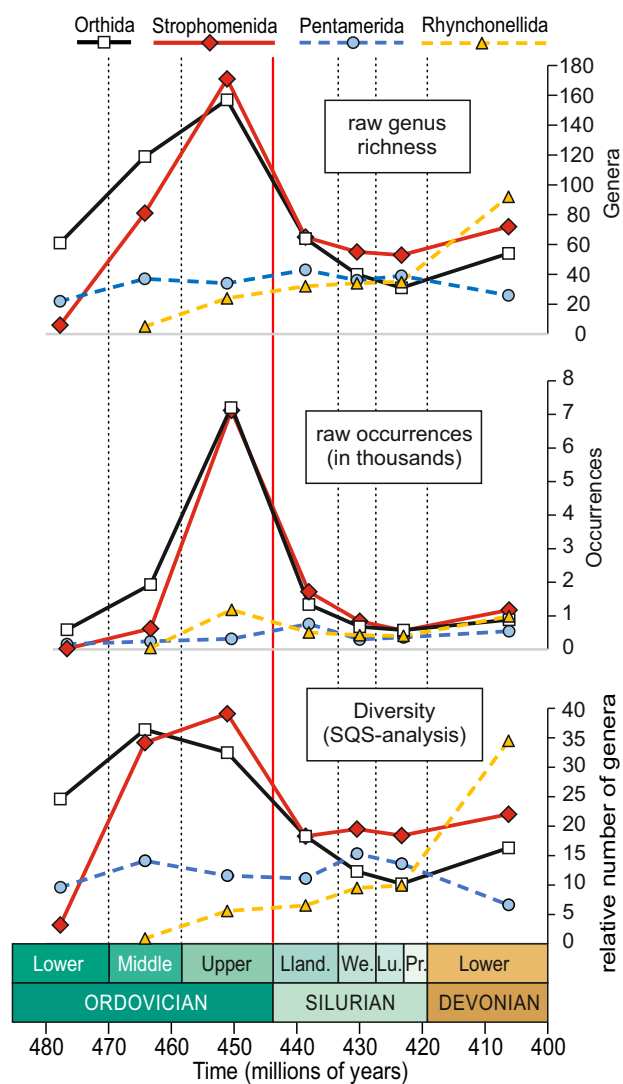 Orthida Strophomenida Pentamerida Rhynchonellida
180
160
140
120
100
80
60
40
20
0
Genera
raw genus
richness
8
7
6
5
4
3
2
1
0
Occurrences
raw occurrences
(in thousands)
40
35
30
25
20
15
10
5
0
relative number of genera
Diversity
(SQS-analysis)
Lower Middle Upper Lland. We. Lu. Pr. Lower
ORDOVICIAN SILURIAN DEVONIAN
480 470 460 450 440 430 420 410 400
Time (millions of years)